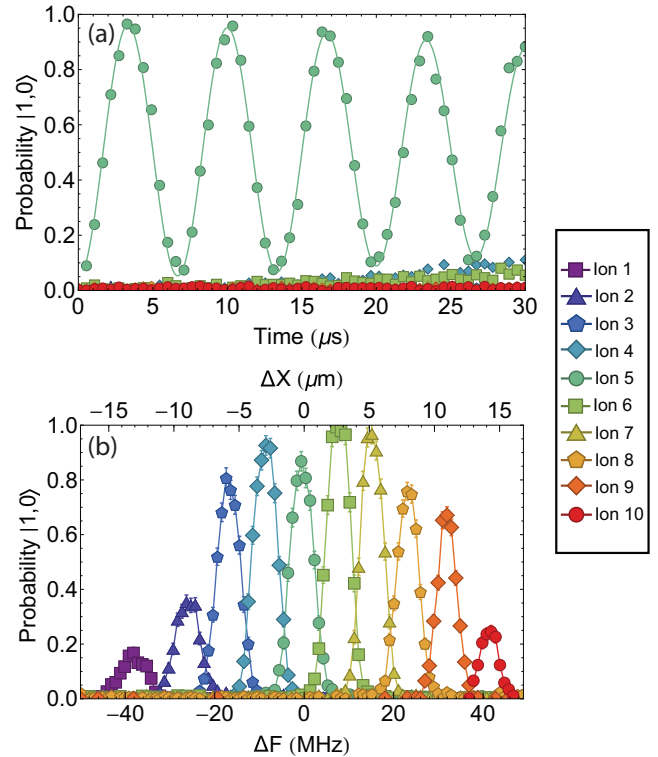 (a)
Probability |1,0⟩
1.0
0.8
0.6
0.4
0.2
0.0
0 5 10 15 20 25 30
Time (μs)
Ion 1
Ion 2
Ion 3
Ion 4
Ion 5
Ion 6
Ion 7
Ion 8
Ion 9
Ion 10
ΔX (μm)
−15 −10 −5 0 5 10 15
(b)
Probability |1,0⟩
1.0
0.8
0.6
0.4
0.2
0.0
−40 −20 0 20 40
ΔF (MHz)